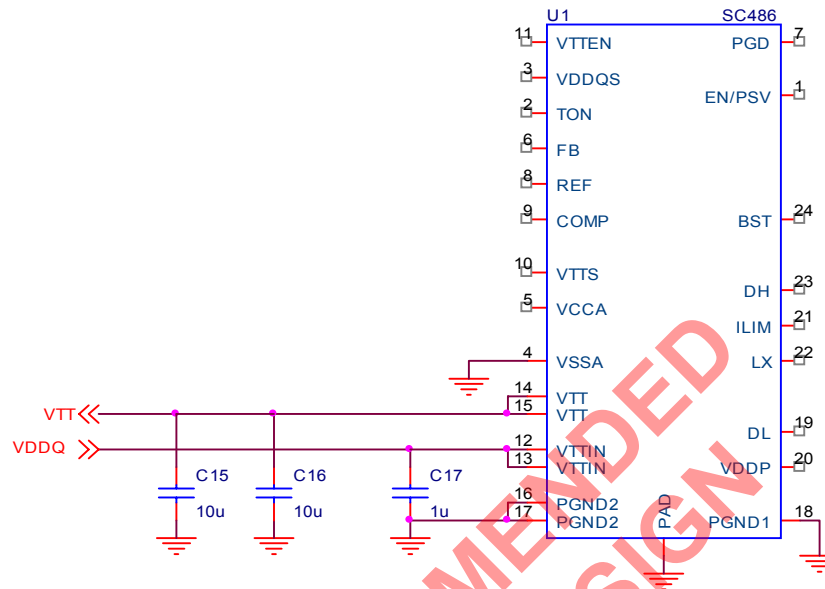 U1 SC486
11 VTTEN PGD 7
3 VDDQS
EN/PSV 1
2 TON
6 FB
8 REF
9 COMP BST 24
10 VTTS
DH 23
5 VCCA
ILIM 21
4 VSSA LX 22
14 VTT
VTT 15 VTT
DL 19
VDDQ 12 VTTIN
13 VTTIN VDDP 20
C15 C16 C17
16 PGND2
10u 10u 1u 17 PGND2 PAD PGND1 18
MENDED
SIGN